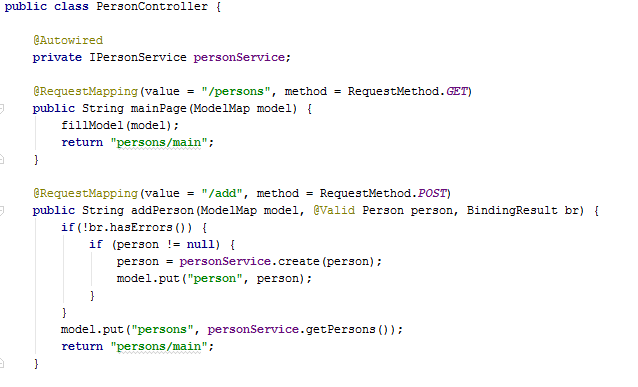 public class PersonController {
@Autowired
private IPersonService personService;
@RequestMapping(value = "/persons", method = RequestMethod.GET)
public String mainPage(ModelMap model) {
fillModel(model);
return "persons/main";
}
@RequestMapping(value = "/add", method = RequestMethod.POST)
public String addPerson(ModelMap model, @Valid Person person, BindingResult br) {
if(!br.hasErrors()) {
if (person != null) {
person = personService.create(person);
model.put("person", person);
}
}
model.put("persons", personService.getPersons());
return "persons/main";
}